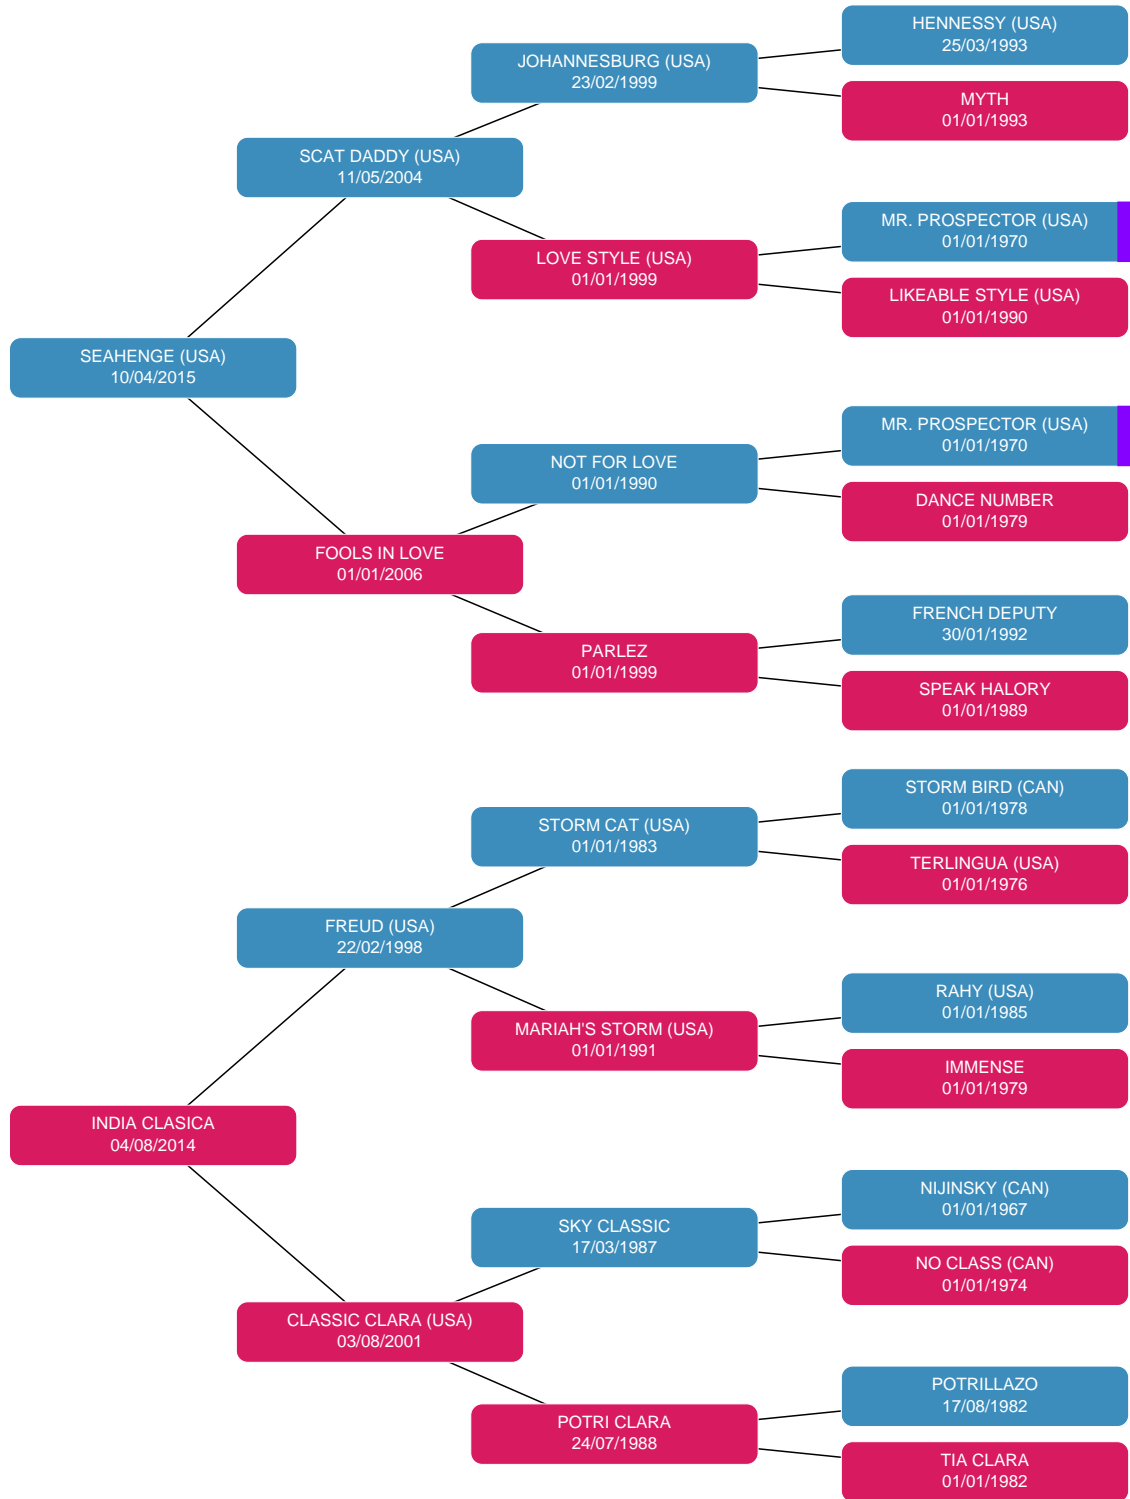 HENNESSY (USA)
25/03/1993
JOHANNESBURG (USA)
23/02/1999
MYTH
01/01/1993
SCAT DADDY (USA)
11/05/2004
MR. PROSPECTOR (USA)
01/01/1970
LOVE STYLE (USA)
01/01/1999
LIKEABLE STYLE (USA)
01/01/1990
SEAHENGE (USA)
10/04/2015
MR. PROSPECTOR (USA)
01/01/1970
NOT FOR LOVE
01/01/1990
DANCE NUMBER
01/01/1979
FOOLS IN LOVE
01/01/2006
FRENCH DEPUTY
30/01/1992
PARLEZ
01/01/1999
SPEAK HALORY
01/01/1989
STORM BIRD (CAN)
01/01/1978
STORM CAT (USA)
01/01/1983
TERLINGUA (USA)
01/01/1976
FREUD (USA)
22/02/1998
RAHY (USA)
01/01/1985
MARIAH'S STORM (USA)
01/01/1991
IMMENSE
01/01/1979
INDIA CLASICA
04/08/2014
NIJINSKY (CAN)
01/01/1967
SKY CLASSIC
17/03/1987
NO CLASS (CAN)
01/01/1974
CLASSIC CLARA (USA)
03/08/2001
POTRILLAZO
17/08/1982
POTRI CLARA
24/07/1988
TIA CLARA
01/01/1982